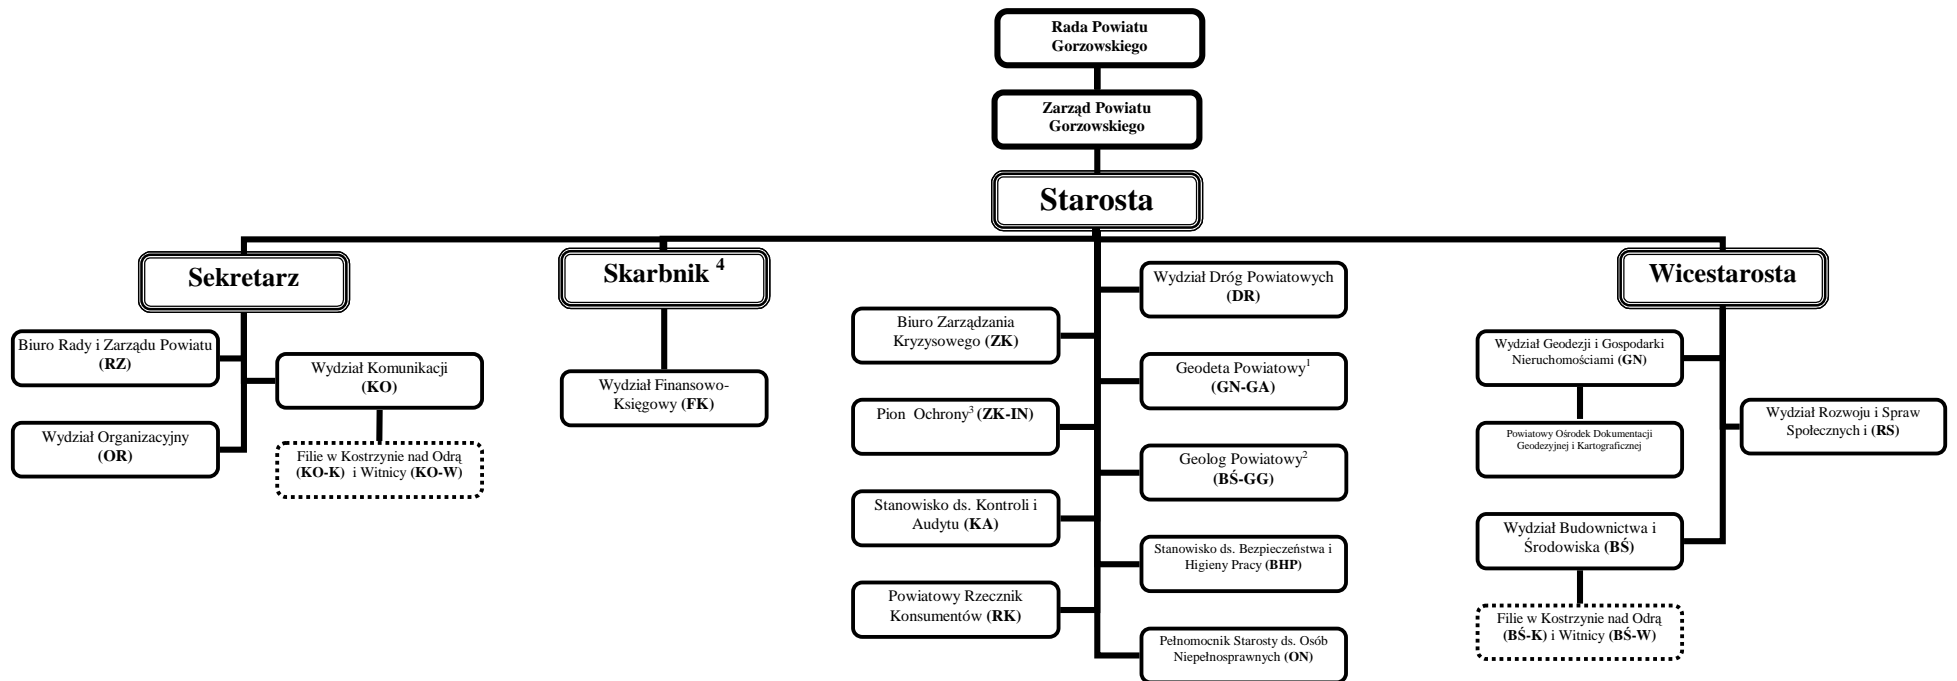 Rada Powiatu
Gorzowskiego
Zarząd Powiatu
Gorzowskiego
Starosta
Sekretarz
Skarbnik 4
Wicestarosta
Biuro Rady i Zarządu Powiatu
(RZ)
Wydział Komunikacji
(KO)
Wydział Organizacyjny
(OR)
Filie w Kostrzynie nad Odrą
(KO-K) i Witnicy (KO-W)
Wydział Finansowo-
Księgowy (FK)
Wydział Dróg Powiatowych
(DR)
Biuro Zarządzania
Kryzysowego (ZK)
Geodeta Powiatowy1
(GN-GA)
Pion Ochrony3 (ZK-IN)
Geolog Powiatowy2
(BŚ-GG)
Stanowisko ds. Kontroli i
Audytu (KA)
Stanowisko ds. Bezpieczeństwa i
Higieny Pracy (BHP)
Powiatowy Rzecznik
Konsumentów (RK)
Pełnomocnik Starosty ds. Osób
Niepełnosprawnych (ON)
Wydział Geodezji i Gospodarki
Nieruchomościami (GN)
Powiatowy Ośrodek Dokumentacji
Geodezyjnej i Kartograficznej
Wydział Rozwoju i Spraw
Społecznych i (RS)
Wydział Budownictwa i
Środowiska (BŚ)
Filie w Kostrzynie nad Odrą
(BŚ-K) i Witnicy (BŚ-W)